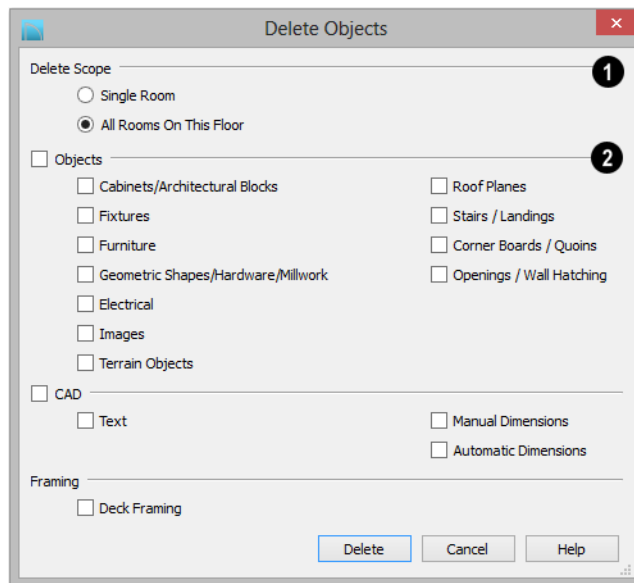 Delete Objects
Delete Scope
1
Single Room
All Rooms On This Floor
Objects
2
Cabinets/Architectural Blocks
Roof Planes
Fixtures
Stairs / Landings
Furniture
Corner Boards / Quoins
Geometric Shapes/Hardware/Millwork
Openings / Wall Hatching
Electrical
Images
Terrain Objects
CAD
Text
Manual Dimensions
Automatic Dimensions
Framing
Deck Framing
Delete
Cancel
Help